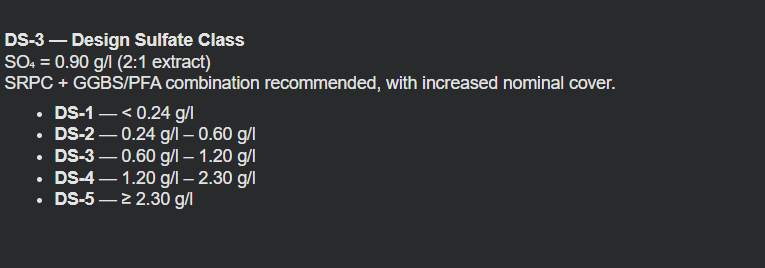 DS-3 — Design Sulfate Class
SO₄ = 0.90 g/l (2:1 extract)
SRPC + GGBS/PFA combination recommended, with increased nominal cover.
• DS-1 — < 0.24 g/l
• DS-2 — 0.24 g/l – 0.60 g/l
• DS-3 — 0.60 g/l – 1.20 g/l
• DS-4 — 1.20 g/l – 2.30 g/l
• DS-5 — ≥ 2.30 g/l